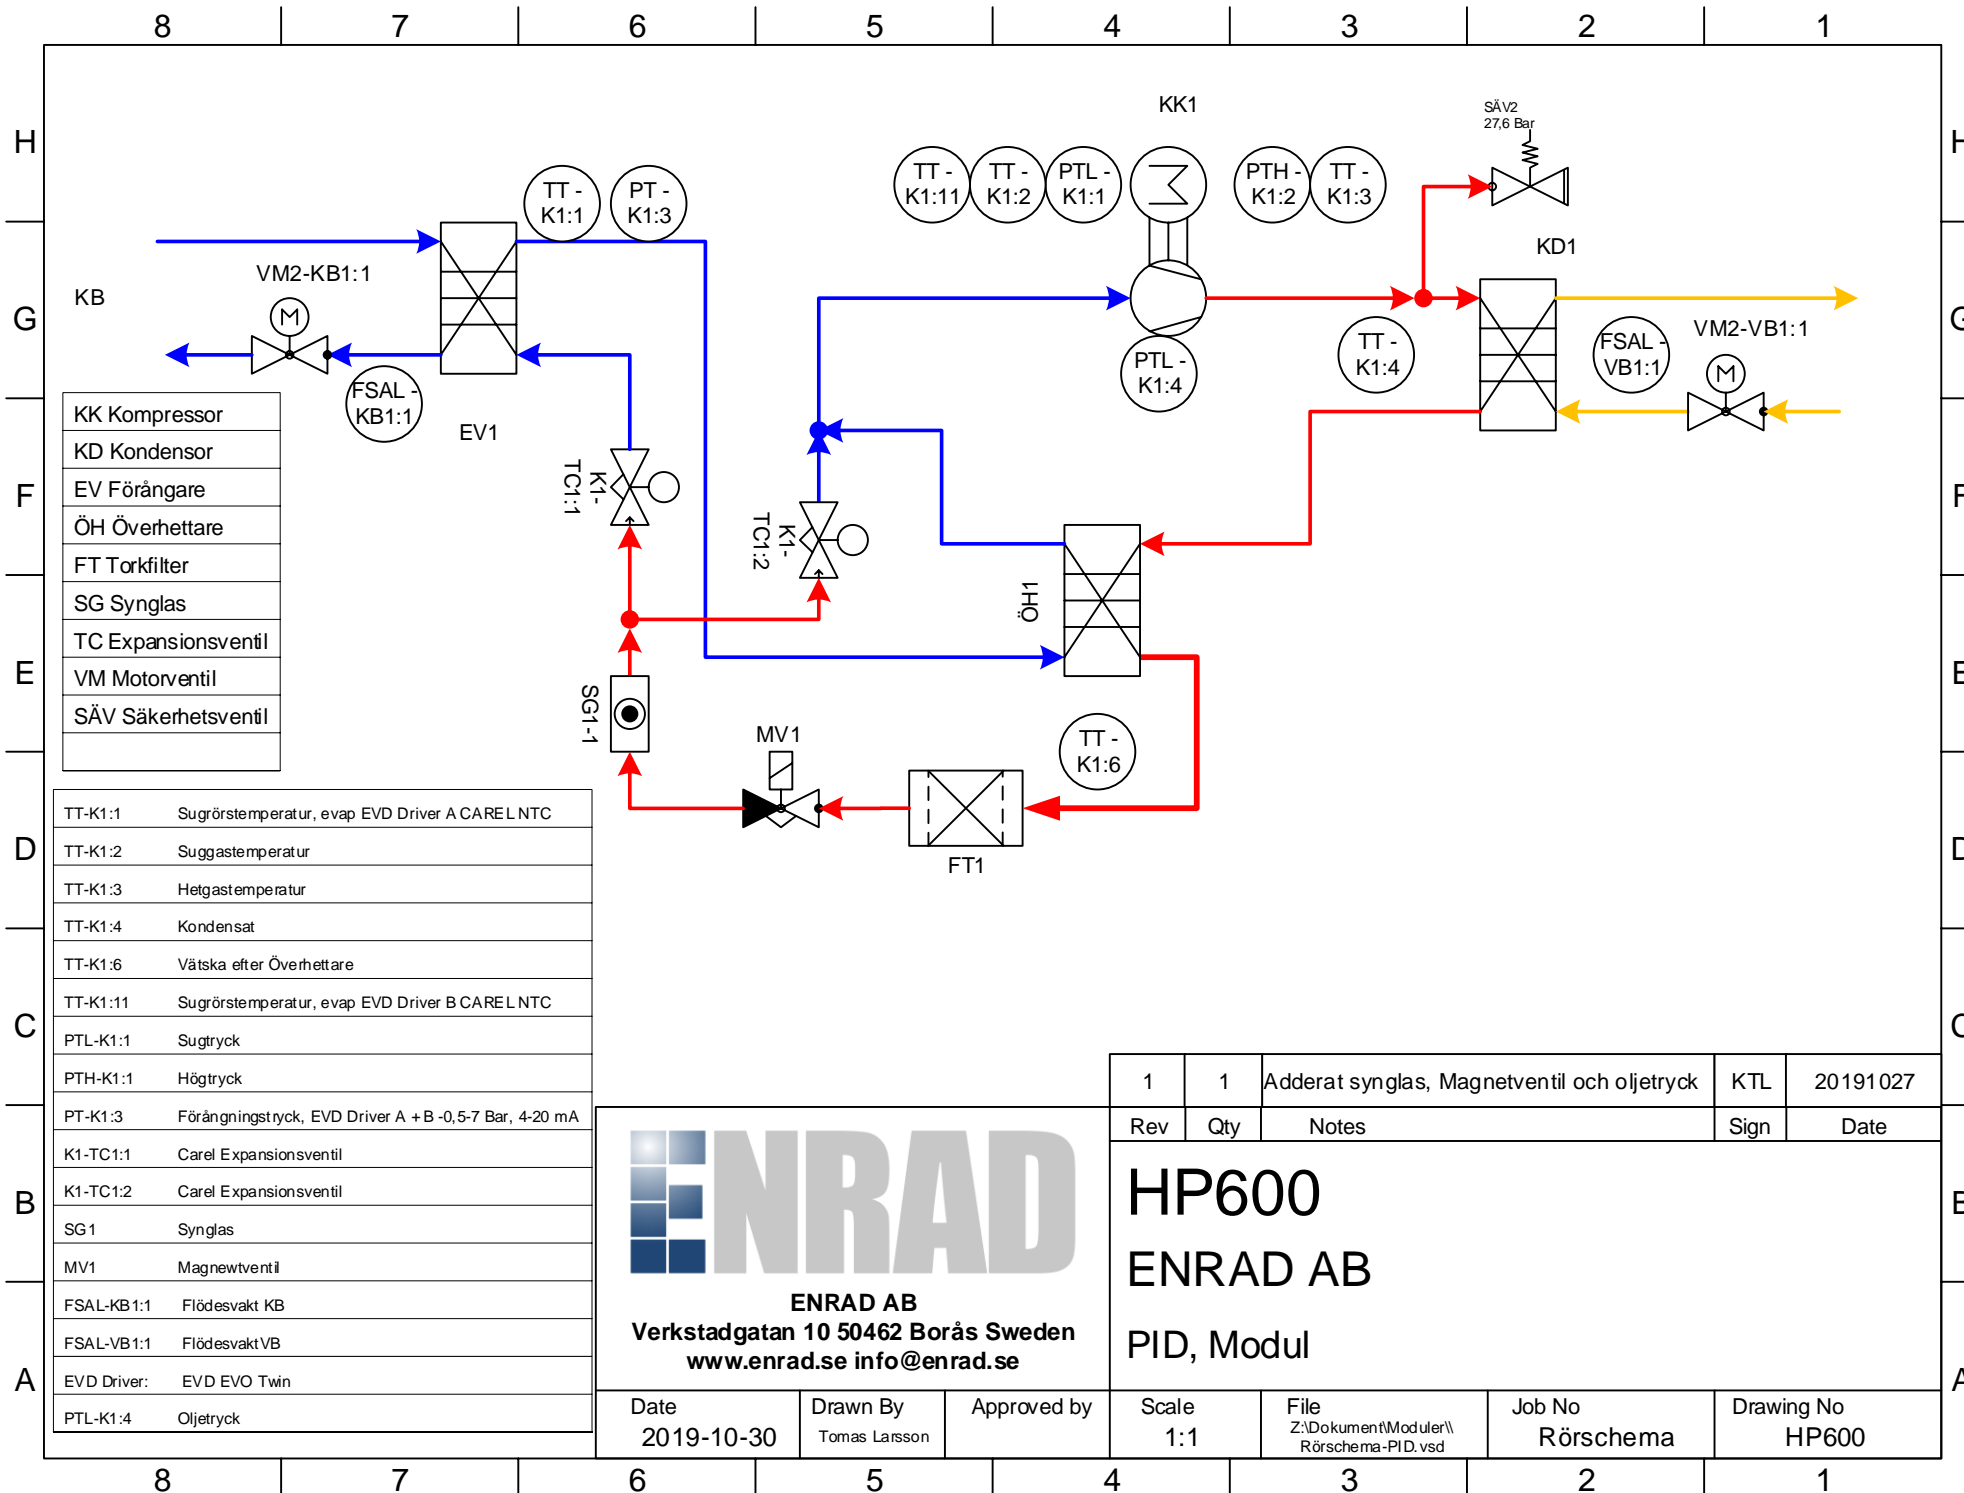 8 7 6 5 4 3 2 1
H
G
F
E
D
C
B
A
H
G
F
E
D
C
B
A
KK1
SÄV2
27,6 Bar
TT -
K1:1
PT -
K1:3
TT -
K1:11
TT -
K1:2
PTL -
K1:1
PTH -
K1:2
TT -
K1:3
KD1
KB
VM2-KB1:1
M
FSAL -
KB1:1
EV1
PTL -
K1:4
TT -
K1:4
FSAL -
VB1:1
VM2-VB1:1
M
K1-
TC1:1
K1-
TC1:2
ÖH1
SG1-1
MV1
TT -
K1:6
FT1
KK Kompressor
KD Kondensor
EV Förångare
ÖH Överhettare
FT Torkfilter
SG Synglas
TC Expansionsventil
VM Motorventil
SÄV Säkerhetsventil
TT-K1:1 Sugrörstemperatur, evap EVD Driver A CAREL NTC
TT-K1:2 Suggastemperatur
TT-K1:3 Hetgastemperatur
TT-K1:4 Kondensat
TT-K1:6 Vätska efter Överhettare
TT-K1:11 Sugrörstemperatur, evap EVD Driver B CAREL NTC
PTL-K1:1 Sugtryck
PTH-K1:1 Högtryck
PT-K1:3 Förångningstryck, EVD Driver A + B -0,5-7 Bar, 4-20 mA
K1-TC1:1 Carel Expansionsventil
K1-TC1:2 Carel Expansionsventil
SG1 Synglas
MV1 Magnewtventil
FSAL-KB1:1 Flödesvakt KB
FSAL-VB1:1 FlödesvaktVB
EVD Driver: EVD EVO Twin
PTL-K1:4 Oljetryck
1 1 Adderat synglas, Magnetventil och oljetryck KTL 20191027
Rev Qty Notes Sign Date
ENRAD
ENRAD AB
Verkstadgatan 10 50462 Borås Sweden
www.enrad.se info@enrad.se
HP600
ENRAD AB
PID, Modul
Date
2019-10-30
Drawn By
Tomas Larsson
Approved by
Scale
1:1
File
Z:\Dokument\Moduler\\
Rörschema-PID.vsd
Job No
Rörschema
Drawing No
HP600
8 7 6 5 4 3 2 1